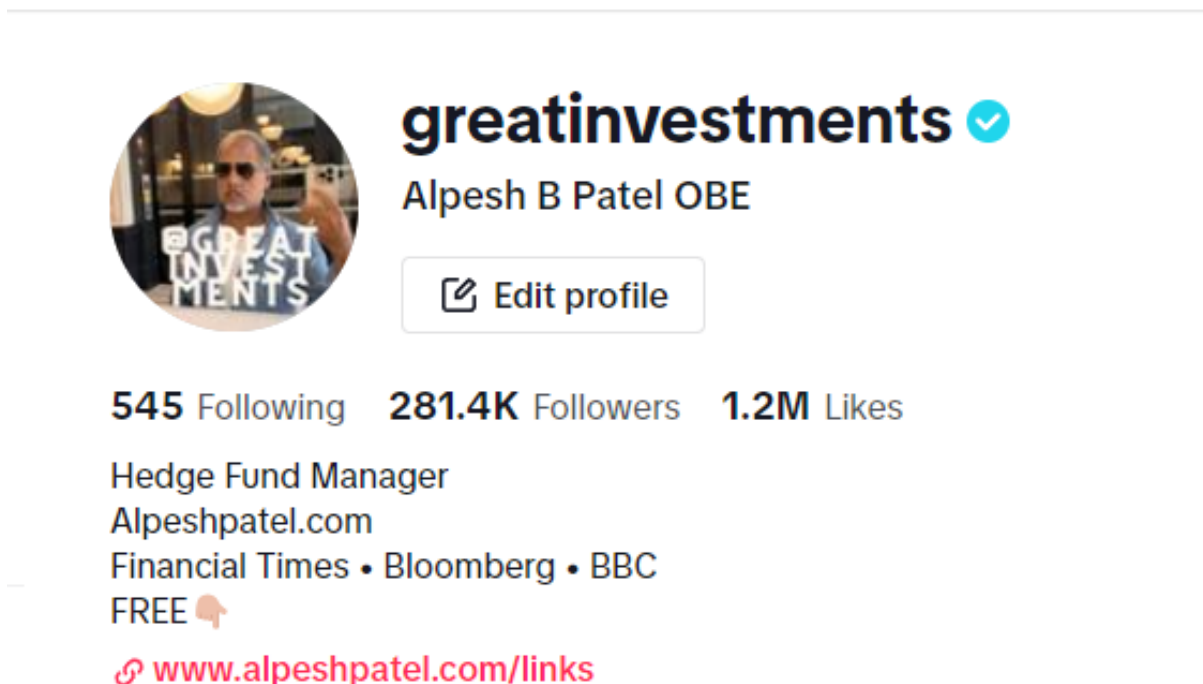 @GREAT
INVEST
MENTS
greatinvestments
Alpesh B Patel OBE
Edit profile
545 Following 281.4K Followers 1.2M Likes
Hedge Fund Manager
Alpeshpatel.com
Financial Times • Bloomberg • BBC
FREE👇🏼
www.alpeshpatel.com/links